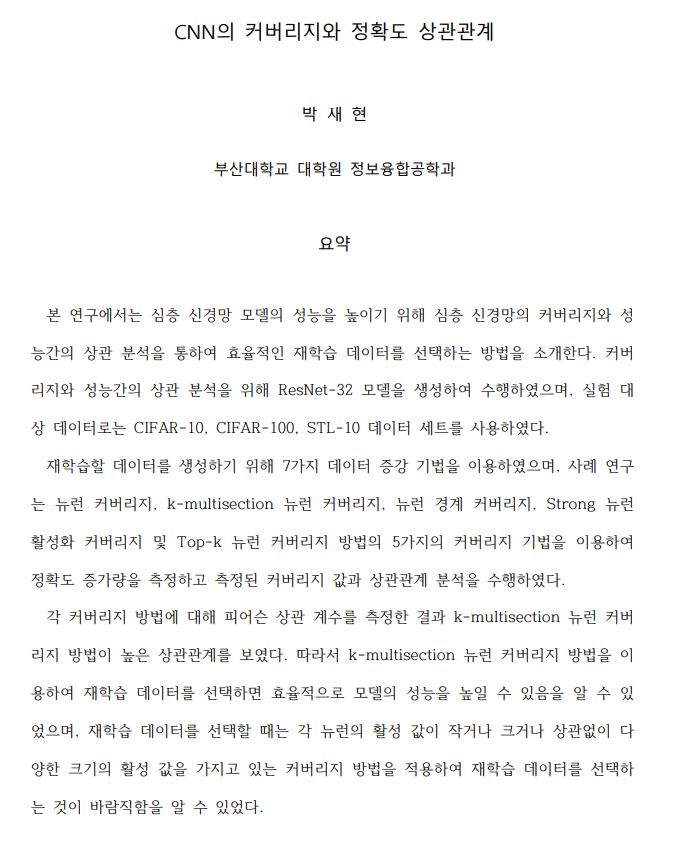 CNN의 커버리지와 정확도 상관관계
박 새 현
부산대학교 대학원 정보융합공학과
요약
본 연구에서는 심층 신경망 모델의 성능을 높이기 위해 심층 신경망의 커버리지와 성
능간의 상관 분석을 통하여 효율적인 재학습 데이터를 선택하는 방법을 소개한다. 커버
리지와 성능간의 상관 분석을 위해 ResNet-32 모델을 생성하여 수행하였으며, 실험 대
상 데이터로는 CIFAR-10, CIFAR-100, STL-10 데이터 세트를 사용하였다.
재학습할 데이터를 생성하기 위해 7가지 데이터 증강 기법을 이용하였으며, 사례 연구
는 뉴런 커버리지, k-multisection 뉴런 커버리지, 뉴런 경계 커버리지, Strong 뉴런
활성화 커버리지 및 Top-k 뉴런 커버리지 방법의 5가지의 커버리지 기법을 이용하여
정확도 증가량을 측정하고 측정된 커버리지 값과 상관관계 분석을 수행하였다.
각 커버리지 방법에 대해 피어슨 상관 계수를 측정한 결과 k-multisection 뉴런 커버
리지 방법이 높은 상관관계를 보였다. 따라서 k-multisection 뉴런 커버리지 방법을 이
용하여 재학습 데이터를 선택하면 효율적으로 모델의 성능을 높일 수 있음을 알 수 있
었으며, 재학습 데이터를 선택할 때는 각 뉴런의 활성 값이 작거나 크거나 상관없이 다
양한 크기의 활성 값을 가지고 있는 커버리지 방법을 적용하여 재학습 데이터를 선택하
는 것이 바람직함을 알 수 있었다.